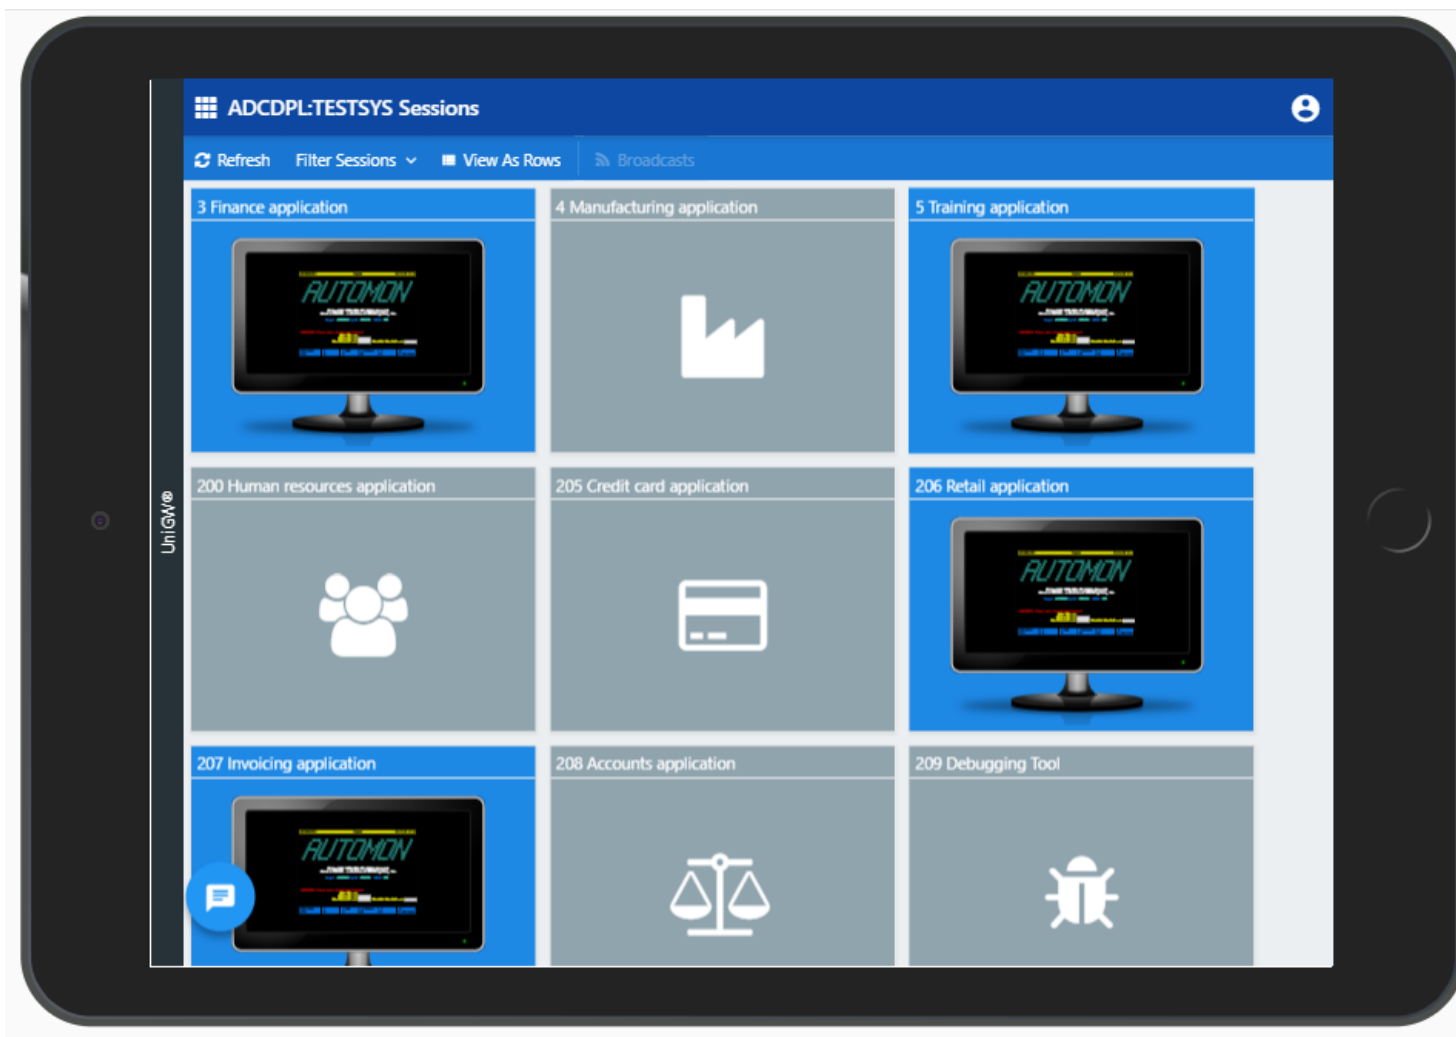 ADCDPL:TESTSYS Sessions
Refresh Filter Sessions View As Rows Broadcasts
3 Finance application
4 Manufacturing application
5 Training application
AUTOMON
AUTOMON
200 Human resources application
205 Credit card application
206 Retail application
AUTOMON
207 Invoicing application
208 Accounts application
209 Debugging Tool
AUTOMON
UniGW®